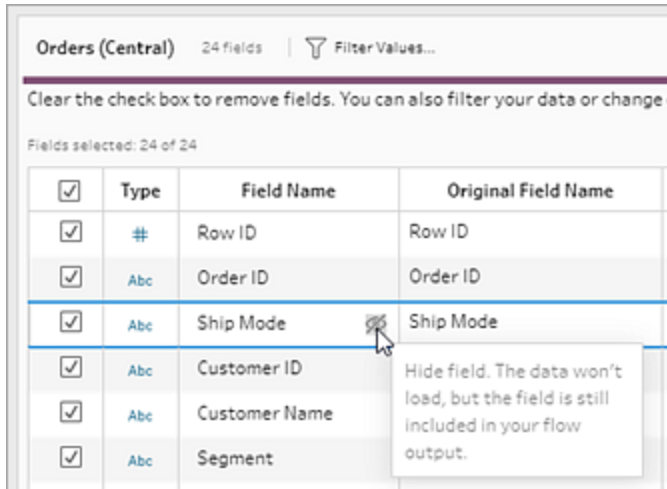 Orders (Central) 24 fields Filter Values...
Clear the check box to remove fields. You can also filter your data or change
Fields selected: 24 of 24
Type Field Name Original Field Name
# Row ID Row ID
Abc Order ID Order ID
Abc Ship Mode Ship Mode
Abc Customer ID
Abc Customer Name
Abc Segment
Hide field. The data won't
load, but the field is still
included in your flow
output.